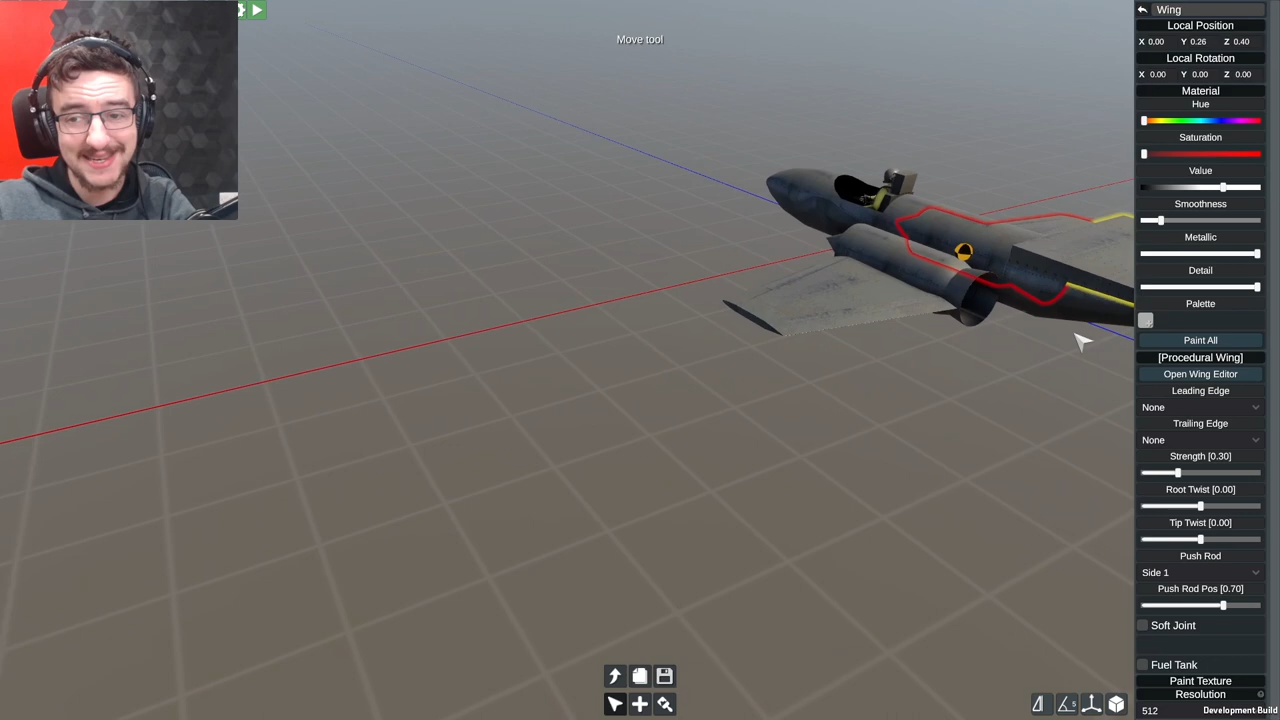 Move tool
Wing
Local Position
X 0.00 Y 0.26 Z 0.40
Local Rotation
X 0.00 Y 0.00 Z 0.00
Material
Hue
Saturation
Value
Smoothness
Metallic
Detail
Palette
Paint All
[Procedural Wing]
Open Wing Editor
Leading Edge
None
Trailing Edge
None
Strength [0.30]
Root Twist [0.00]
Tip Twist [0.00]
Push Rod
Side 1
Push Rod Pos [0.70]
Soft Joint
Fuel Tank
Paint Texture
Resolution
512
Development Build